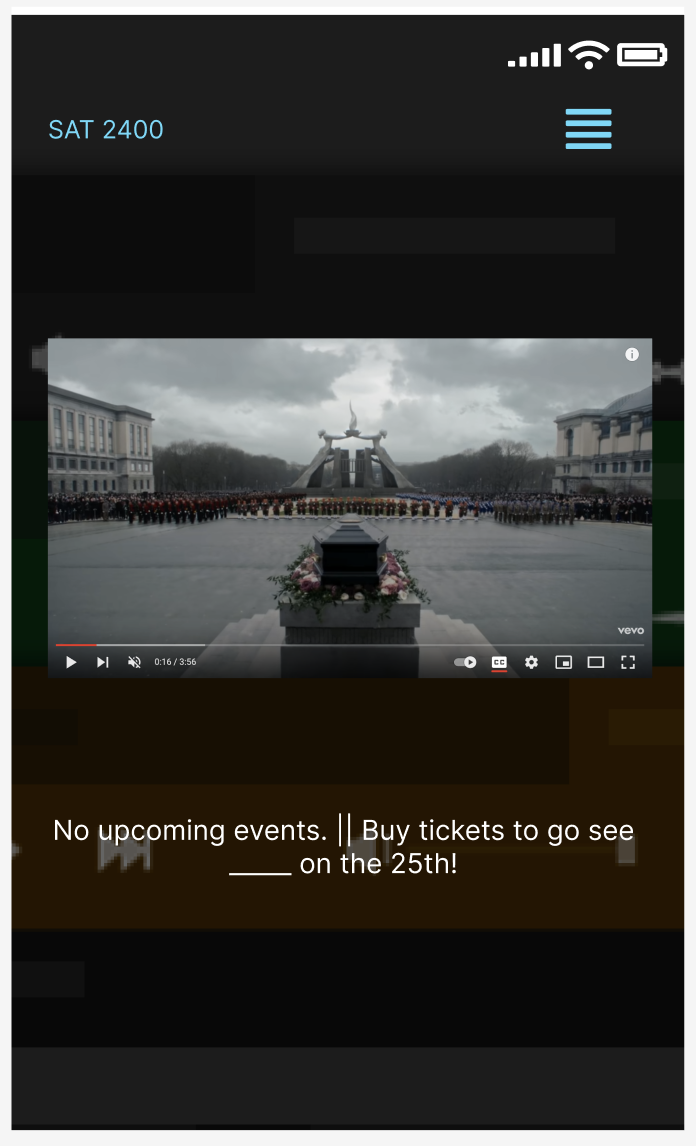 SAT 2400
vevo
0:16 / 3:56
CC
No upcoming events. || Buy tickets to go see
_____ on the 25th!